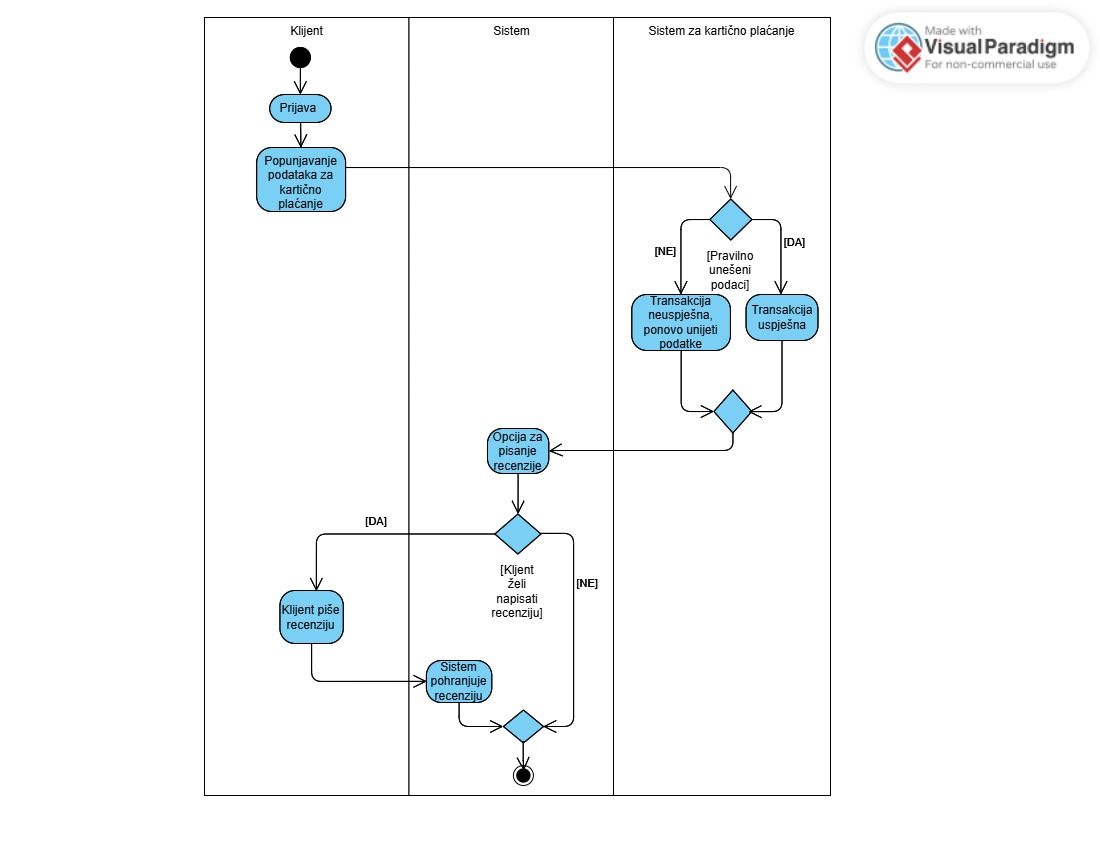 Klijent
Sistem
Sistem za kartično plaćanje
Made with
Visual Paradigm
For non-commercial use
Prijava
Popunjavanje
podataka za
kartično
plaćanje
[NE]
[DA]
[Pravilno
unešeni
podaci]
Transakcija
neuspješna,
ponovo unijeti
podatke
Transakcija
uspješna
Opcija za
pisanje
recenzije
[DA]
[Kljent
želi
napisati
recenziju]
[NE]
Klijent piše
recenziju
Sistem
pohranjuje
recenziju